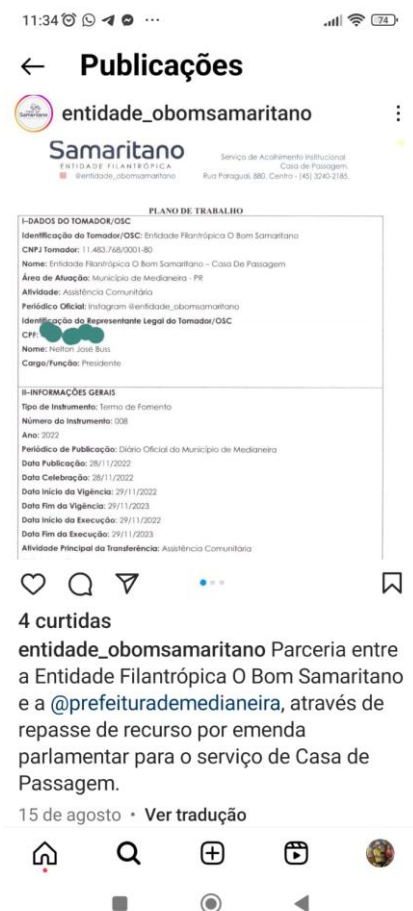 11:34
74
Publicações
entidade_obomsamaritano
Samaritano
ENTIDADE FILANTRÓPICA
@entidade_obomsamaritano
Serviço de Acolhimento Institucional
Casa de Passagem.
Rua Paraguai, 880, Centro - (45) 3240-2185.
PLANO DE TRABALHO
I-DADOS DO TOMADOR/OSC
Identificação do Tomador/OSC: Entidade Filantrópica O Bom Samaritano
CNPJ Tomador: 11.483.768/0001-80
Nome: Entidade Filantrópica O Bom Samaritano – Casa De Passagem
Área de Atuação: Município de Medianeira - PR
Atividade: Assistência Comunitária
Periódico Oficial: Instagram @entidade_obomsamaritano
Identificação do Representante Legal do Tomador/OSC
CPF:
Nome: Nelton José Buss
Cargo/Função: Presidente
II-INFORMAÇÕES GERAIS
Tipo de Instrumento: Termo de Fomento
Número do Instrumento: 008
Ano: 2022
Periódico de Publicação: Diário Oficial do Município de Medianeira
Data Publicação: 28/11/2022
Data Celebração: 28/11/2022
Data Início da Vigência: 29/11/2022
Data Fim da Vigência: 29/11/2023
Data Início da Execução: 29/11/2022
Data Fim da Execução: 29/11/2023
Atividade Principal da Transferência: Assistência Comunitária
4 curtidas
entidade_obomsamaritano Parceria entre
a Entidade Filantrópica O Bom Samaritano
e a @prefeiturademedianeira, através de
repasse de recurso por emenda
parlamentar para o serviço de Casa de
Passagem.
15 de agosto • Ver tradução